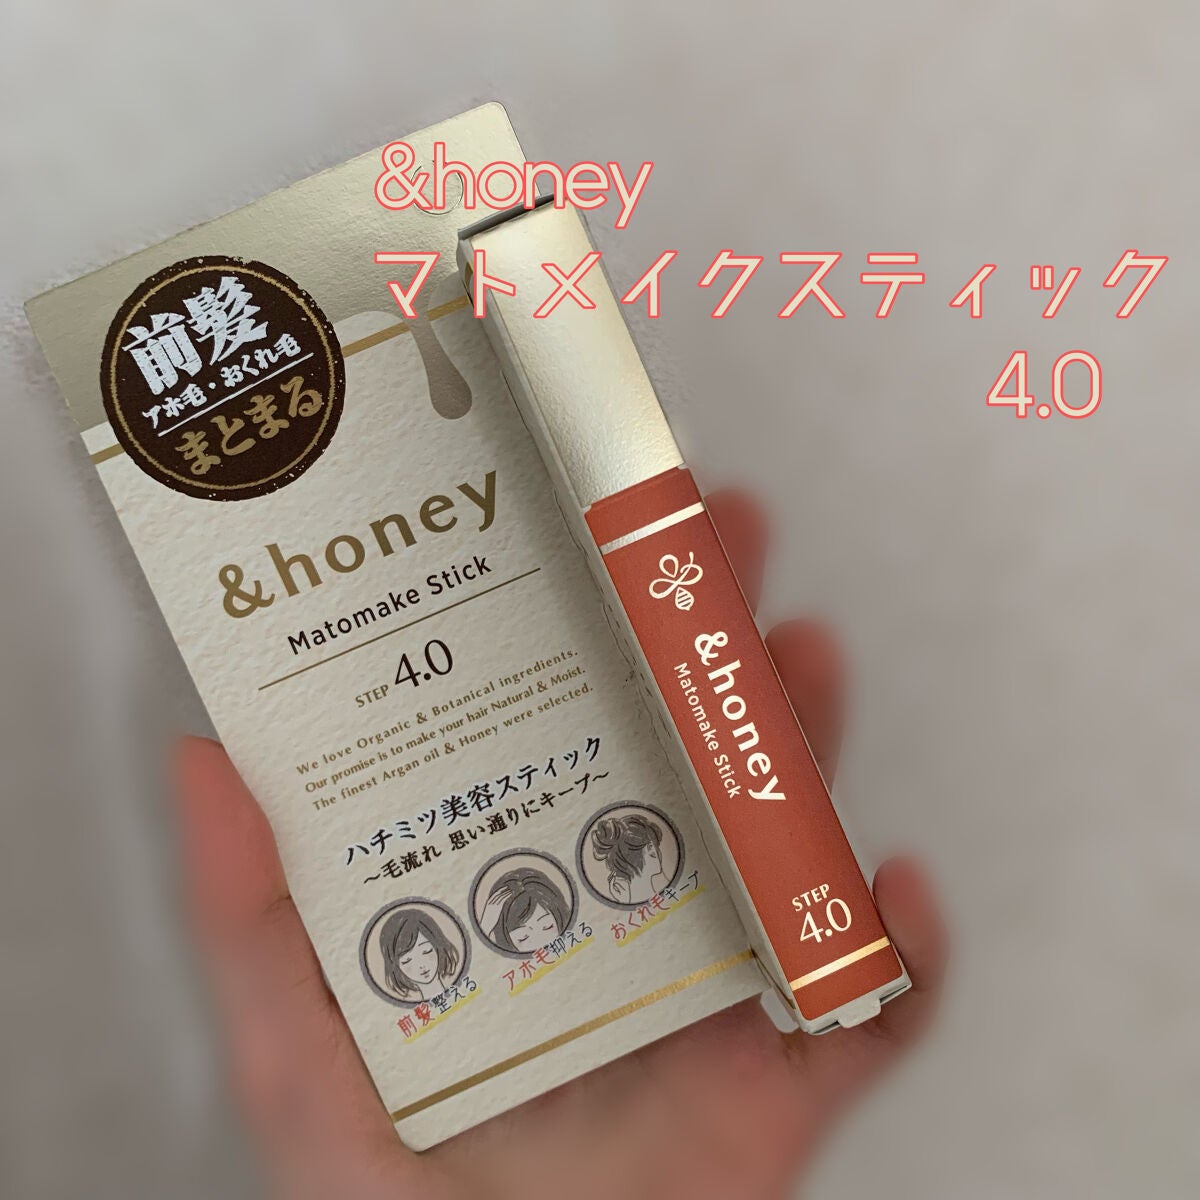 &honey
マトメイクスティック
4.0
前髪
アホ毛・おくれ毛
まとまる
&honey
Matomake Stick
STEP 4.0
We love Organic & Botanical ingredients.
Our promise is to make your hair Natural & Moist.
The finest Argan oil & Honey were selected.
ハチミツ美容スティック
~毛流れ 思い通りにキープ~
前髪整える
アホ毛抑える
おくれ毛キープ
&honey
Matomake Stick
STEP
4.0